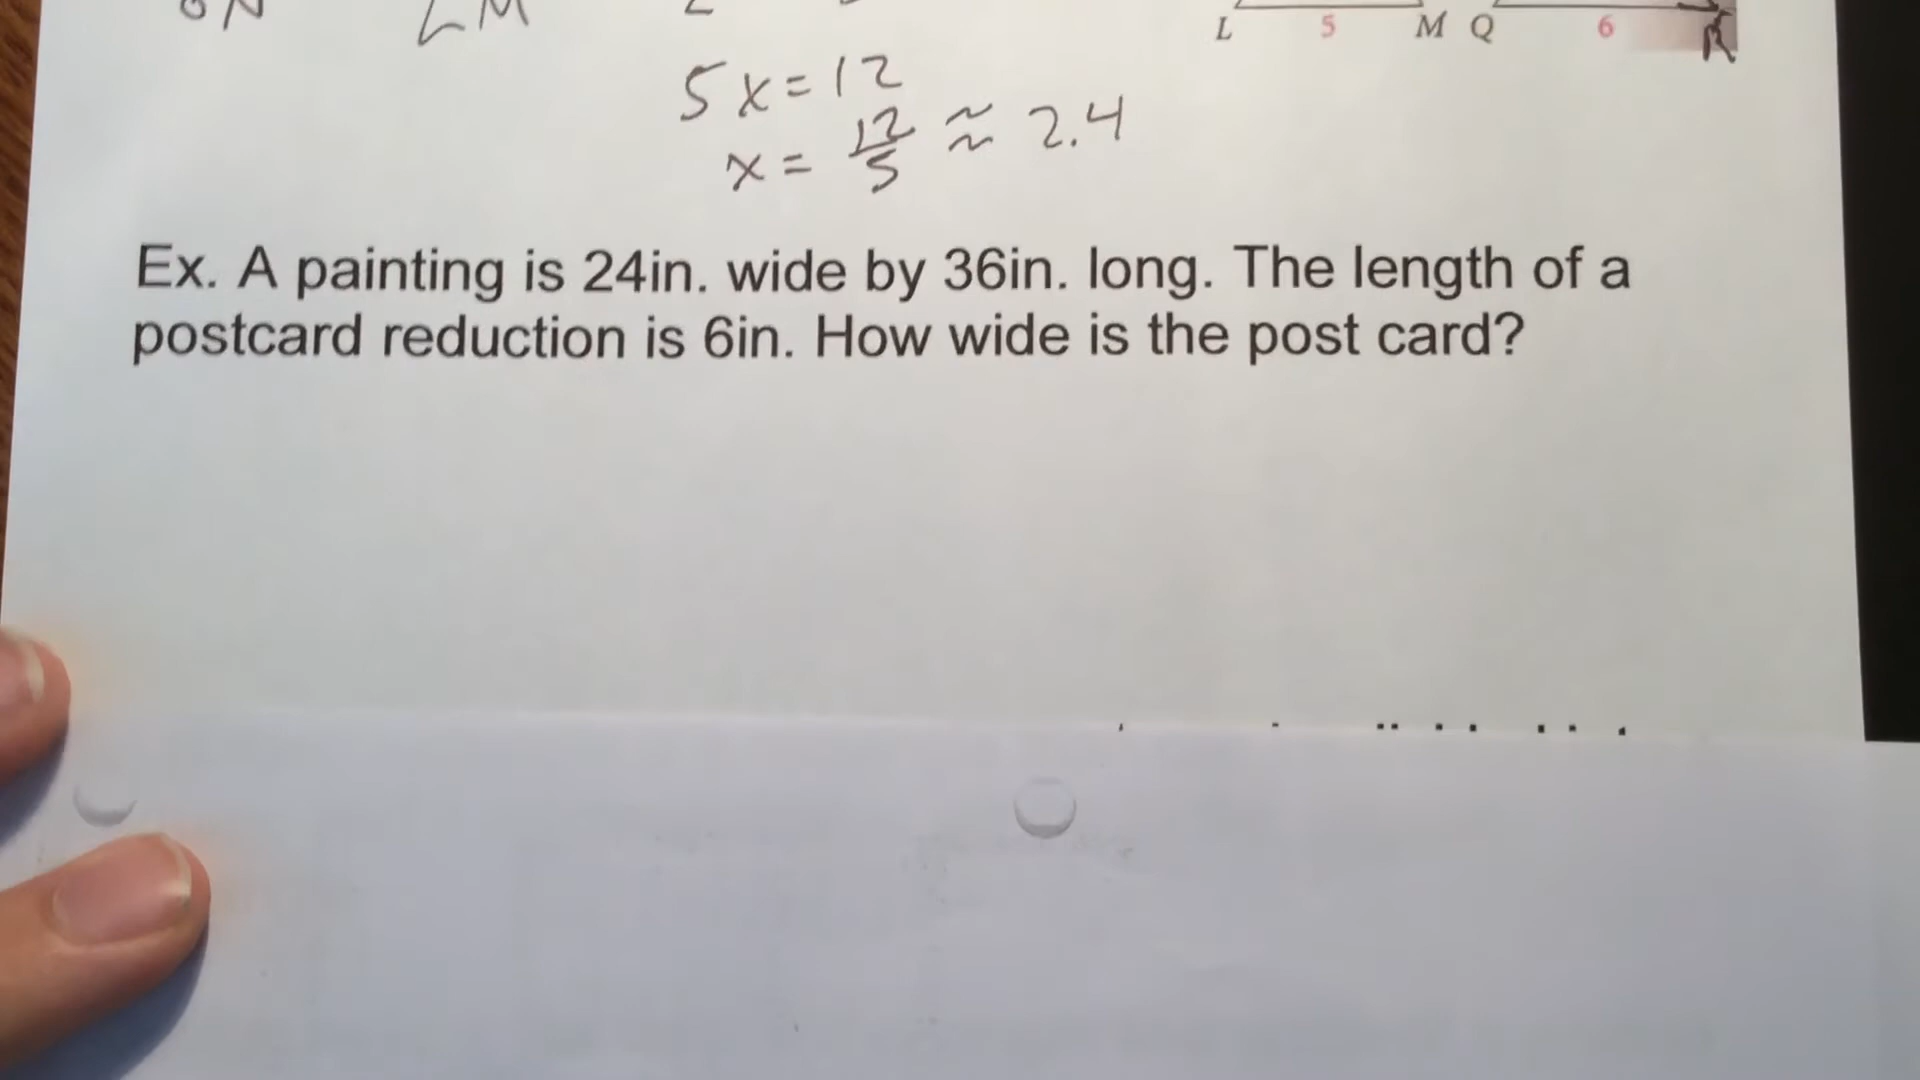 LM
L 5 M Q 6 R
5x=12
x= 12/5 ≈ 2.4
Ex. A painting is 24in. wide by 36in. long. The length of a
postcard reduction is 6in. How wide is the post card?